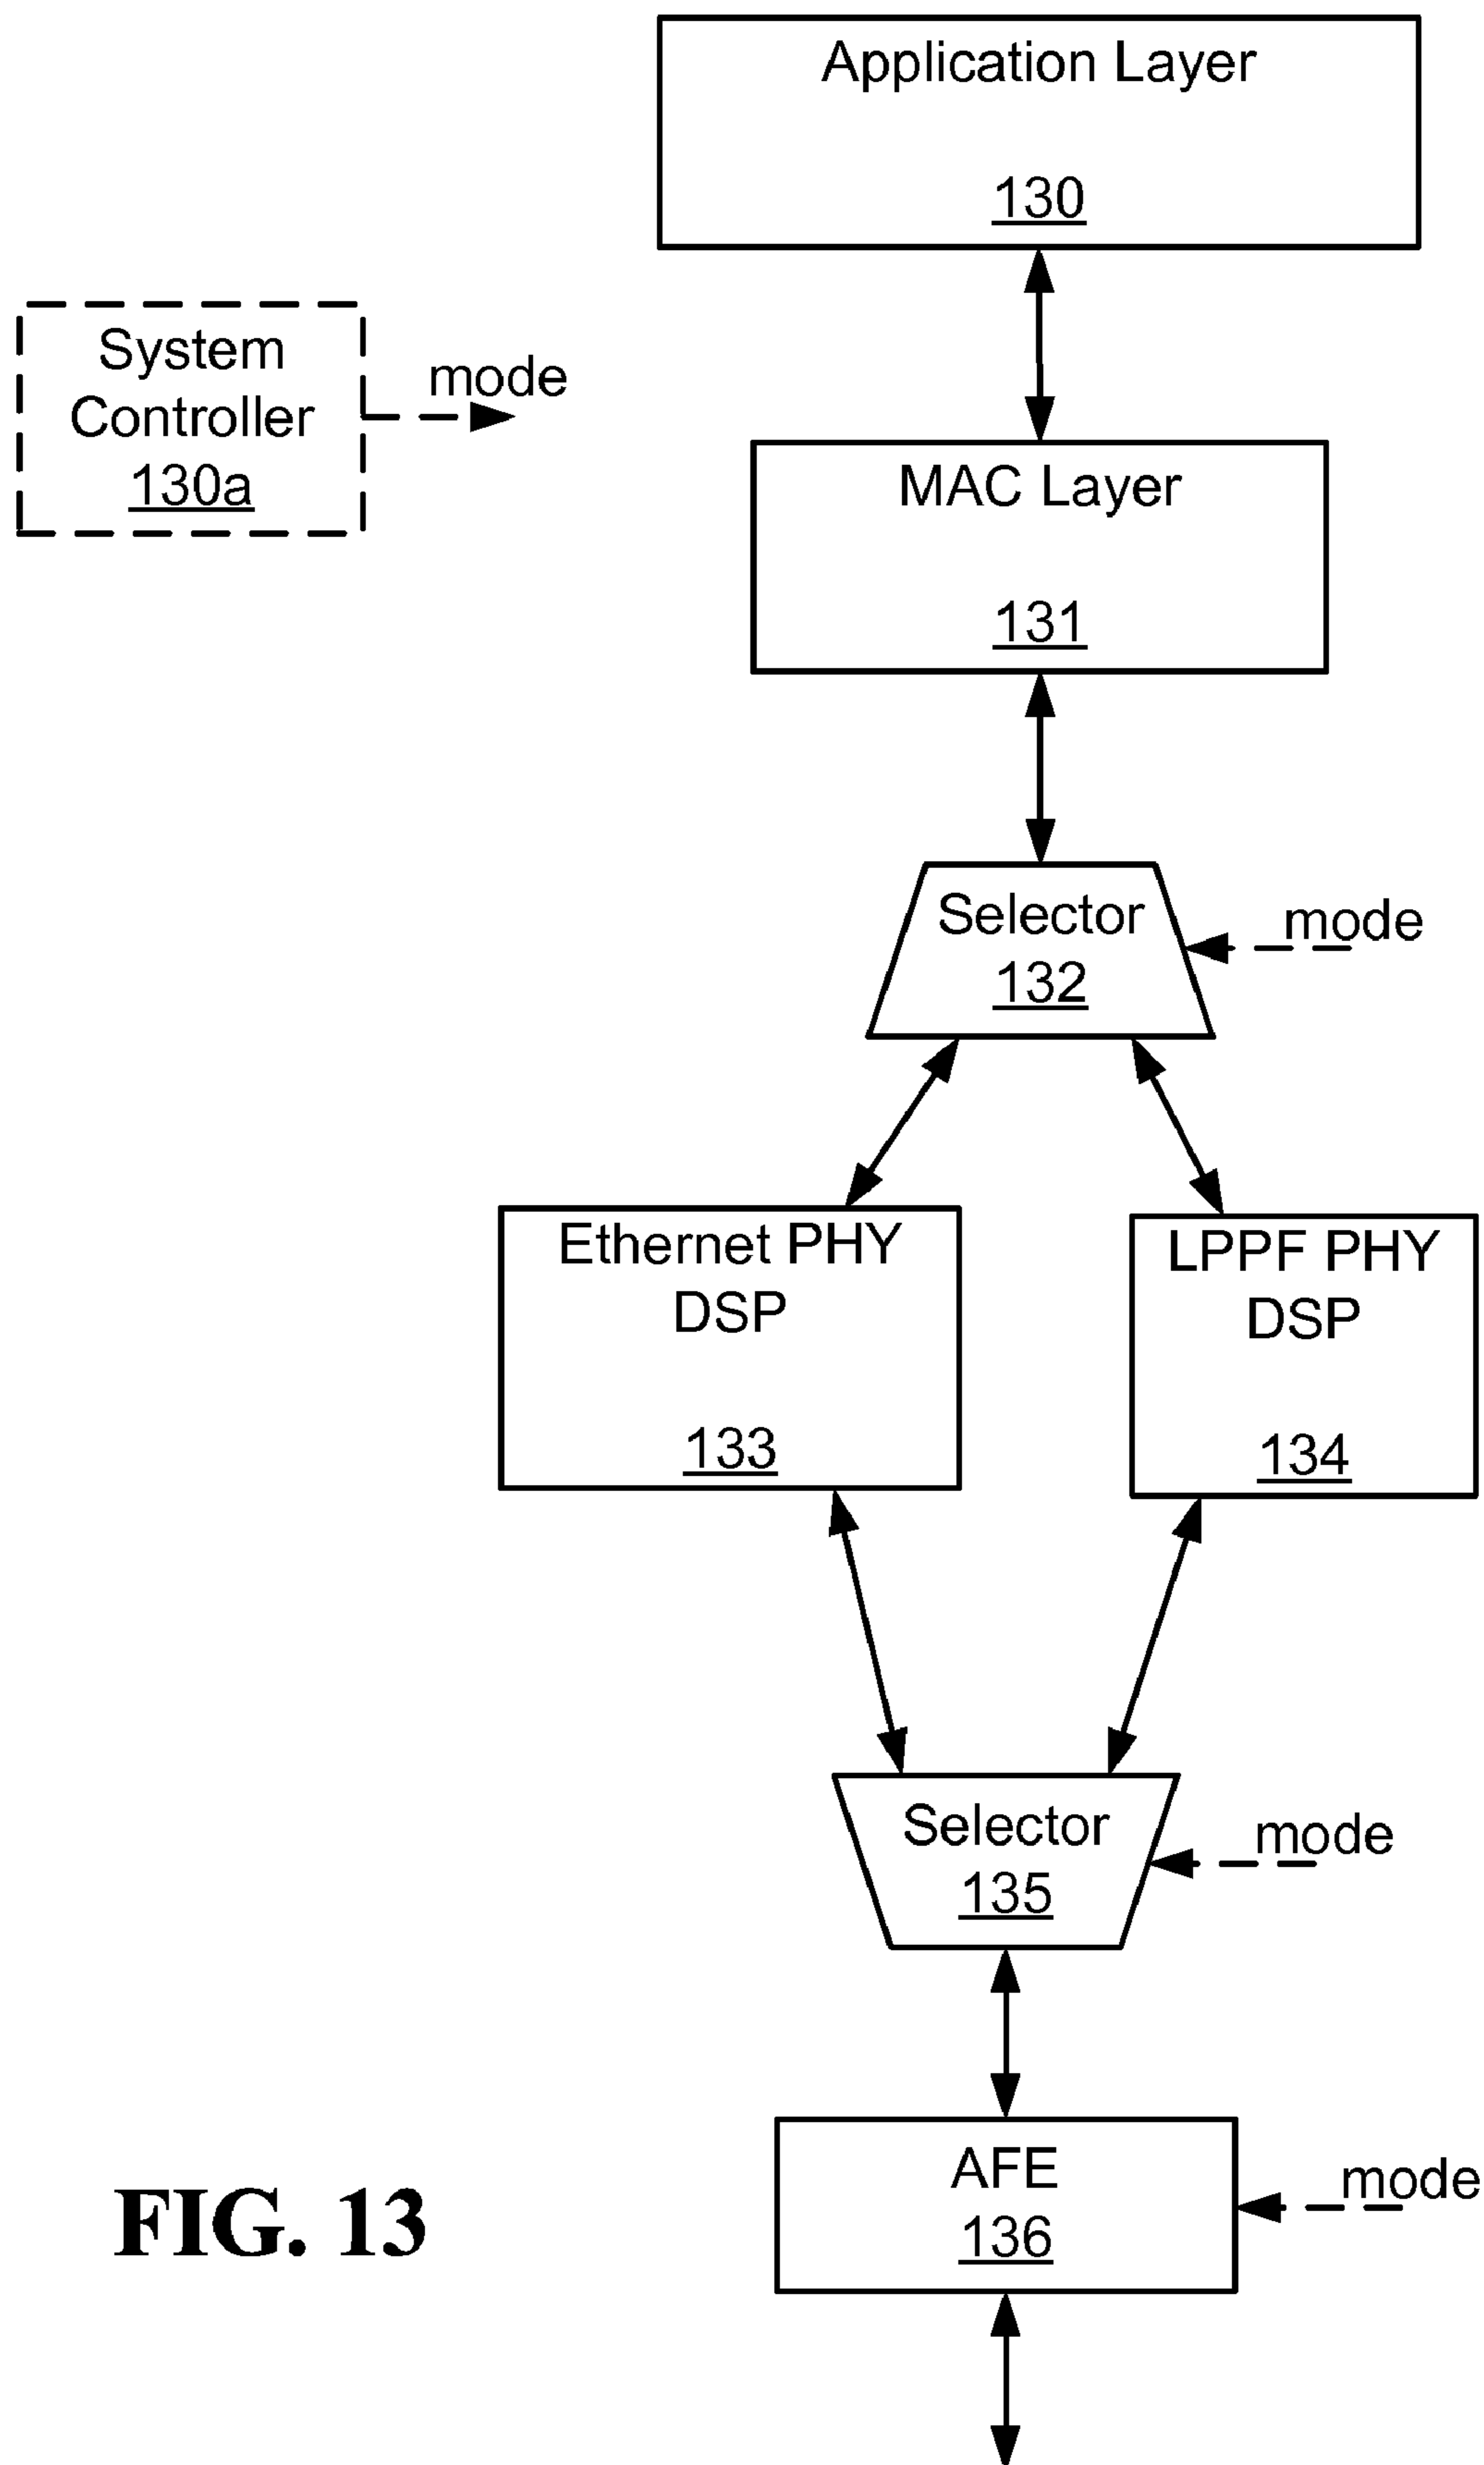 Application Layer
130
System
Controller
130a
mode
MAC Layer
131
Selector
132
mode
Ethernet PHY
DSP
133
LPPF PHY
DSP
134
Selector
135
mode
AFE
136
mode
FIG. 13